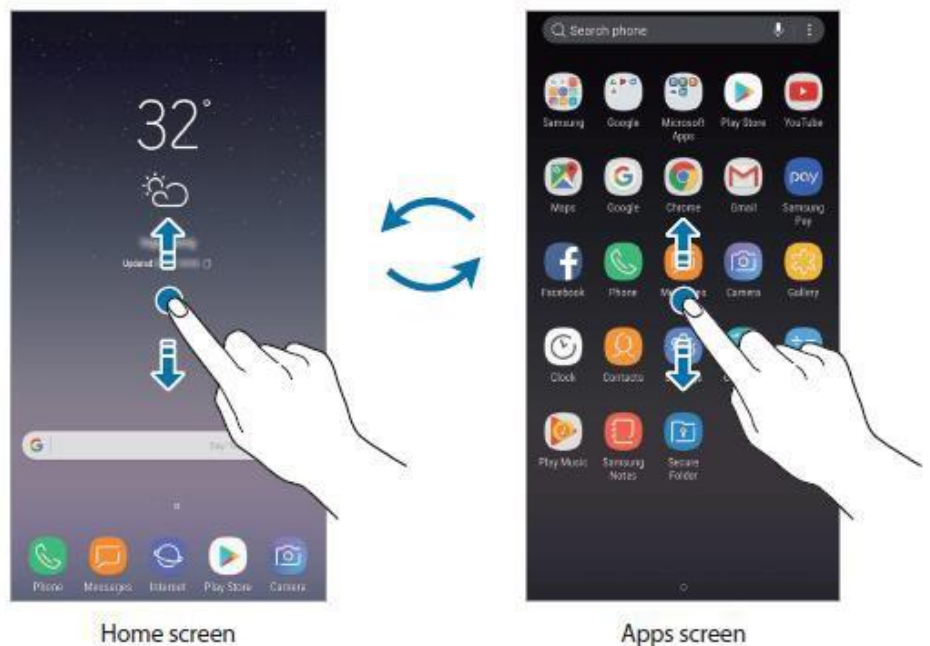 32°
Updated
G
Phone Messages Internet Play Store Camera
Home screen
Search phone
Samsung Google Microsoft Apps Play Store YouTube
pay
Maps Google Chrome Gmail Samsung Pay
Facebook Phone Camera Gallery
Clock Contacts
Play Music Samsung Notes Secure Folder
Apps screen